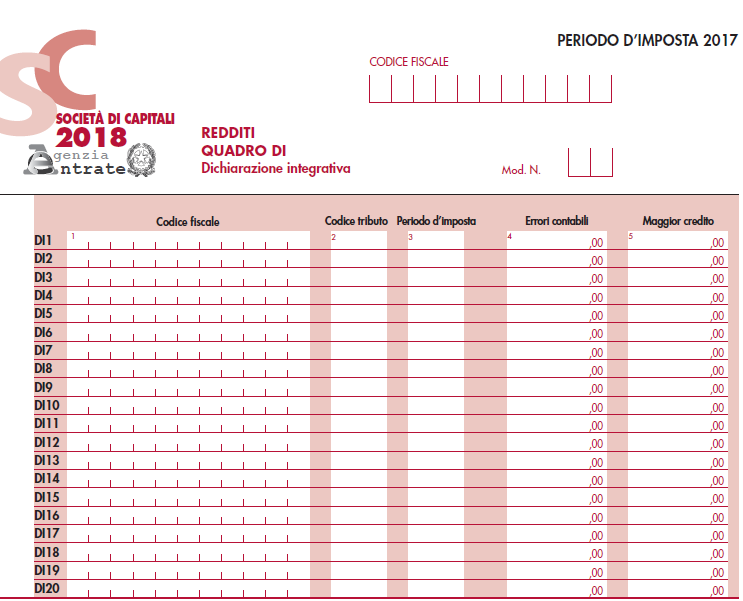 PERIODO D'IMPOSTA 2017
CODICE FISCALE
SC
SOCIETÀ DI CAPITALI
2018
genzia
ntrate
REDDITI
QUADRO DI
Dichiarazione integrativa
Mod. N.
Codice fiscale Codice tributo Periodo d'imposta Errori contabili Maggior credito
DI1 1 2 3 4 ,00 5 ,00
DI2 ,00 ,00
DI3 ,00 ,00
DI4 ,00 ,00
DI5 ,00 ,00
DI6 ,00 ,00
DI7 ,00 ,00
DI8 ,00 ,00
DI9 ,00 ,00
DI10 ,00 ,00
DI11 ,00 ,00
DI12 ,00 ,00
DI13 ,00 ,00
DI14 ,00 ,00
DI15 ,00 ,00
DI16 ,00 ,00
DI17 ,00 ,00
DI18 ,00 ,00
DI19 ,00 ,00
DI20 ,00 ,00